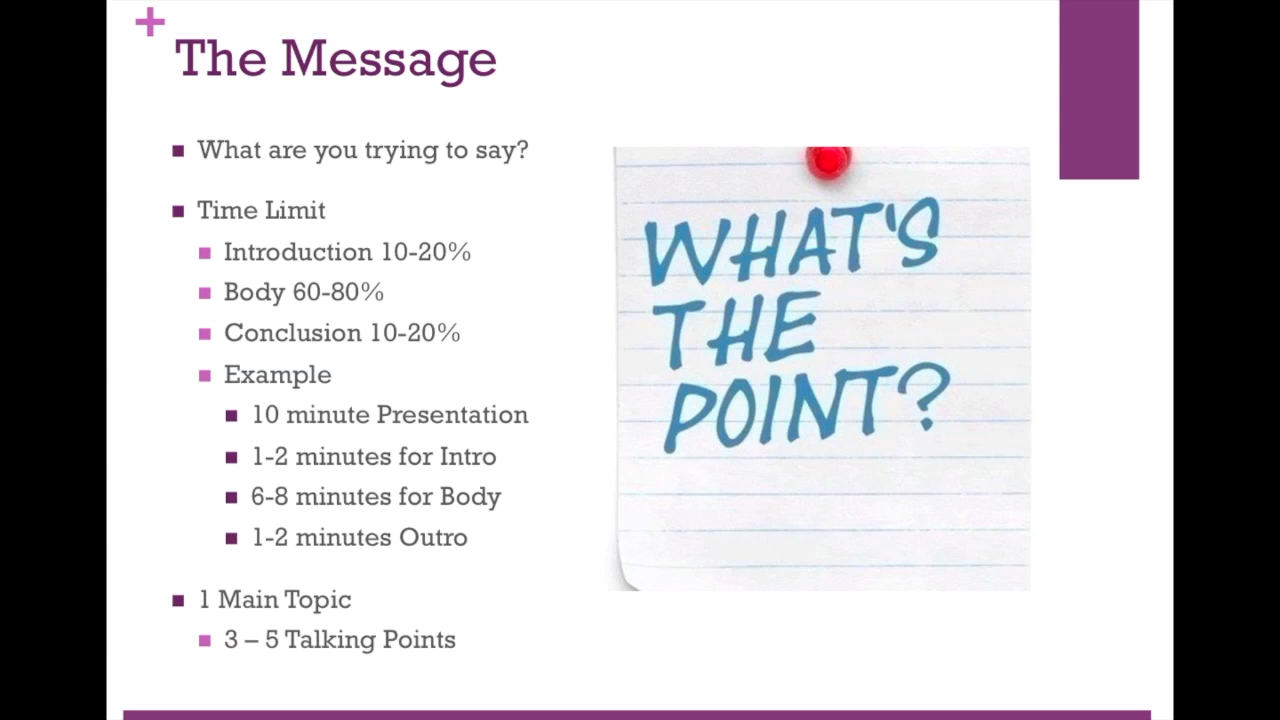 +
The Message
What are you trying to say?
Time Limit
Introduction 10-20%
Body 60-80%
Conclusion 10-20%
Example
10 minute Presentation
1-2 minutes for Intro
6-8 minutes for Body
1-2 minutes Outro
1 Main Topic
3 – 5 Talking Points
WHAT'S
THE
POINT?